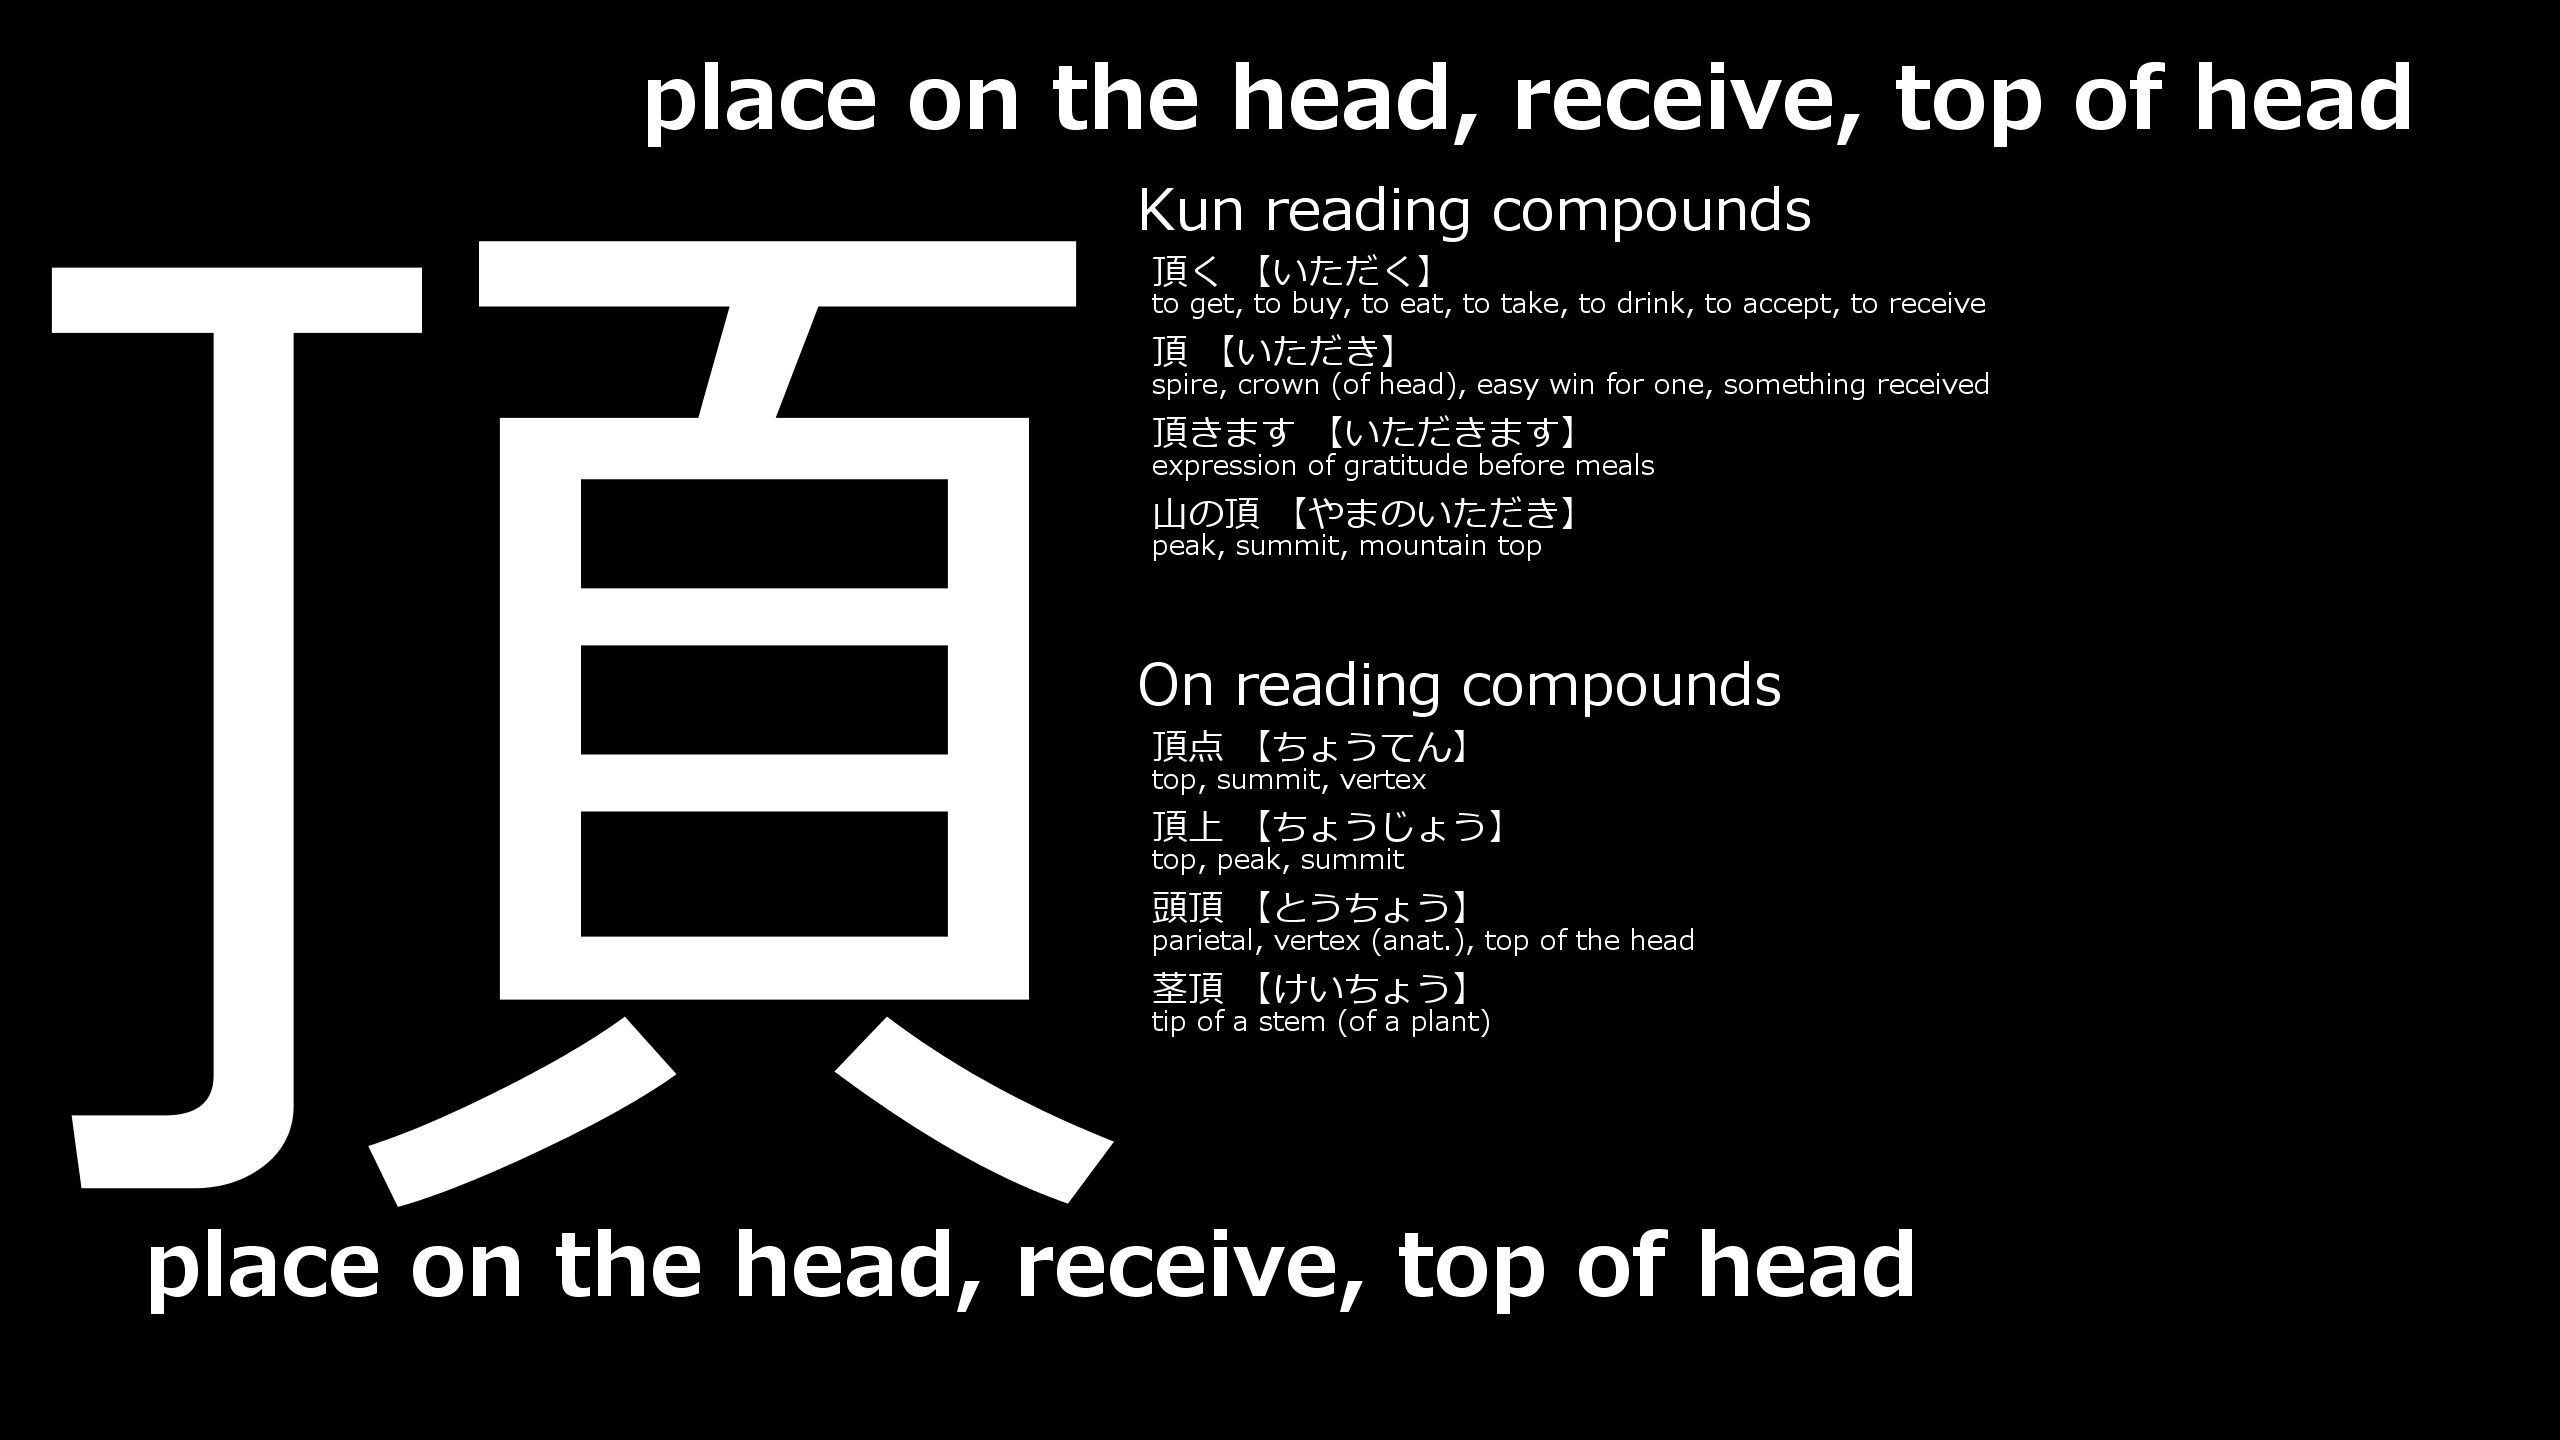 place on the head, receive, top of head
頂
Kun reading compounds
頂く 【いただく】
to get, to buy, to eat, to take, to drink, to accept, to receive
頂 【いただき】
spire, crown (of head), easy win for one, something received
頂きます 【いただきます】
expression of gratitude before meals
山の頂 【やまのいただき】
peak, summit, mountain top
On reading compounds
頂点 【ちょうてん】
top, summit, vertex
頂上 【ちょうじょう】
top, peak, summit
頭頂 【とうちょう】
parietal, vertex (anat.), top of the head
茎頂 【けいちょう】
tip of a stem (of a plant)
place on the head, receive, top of head